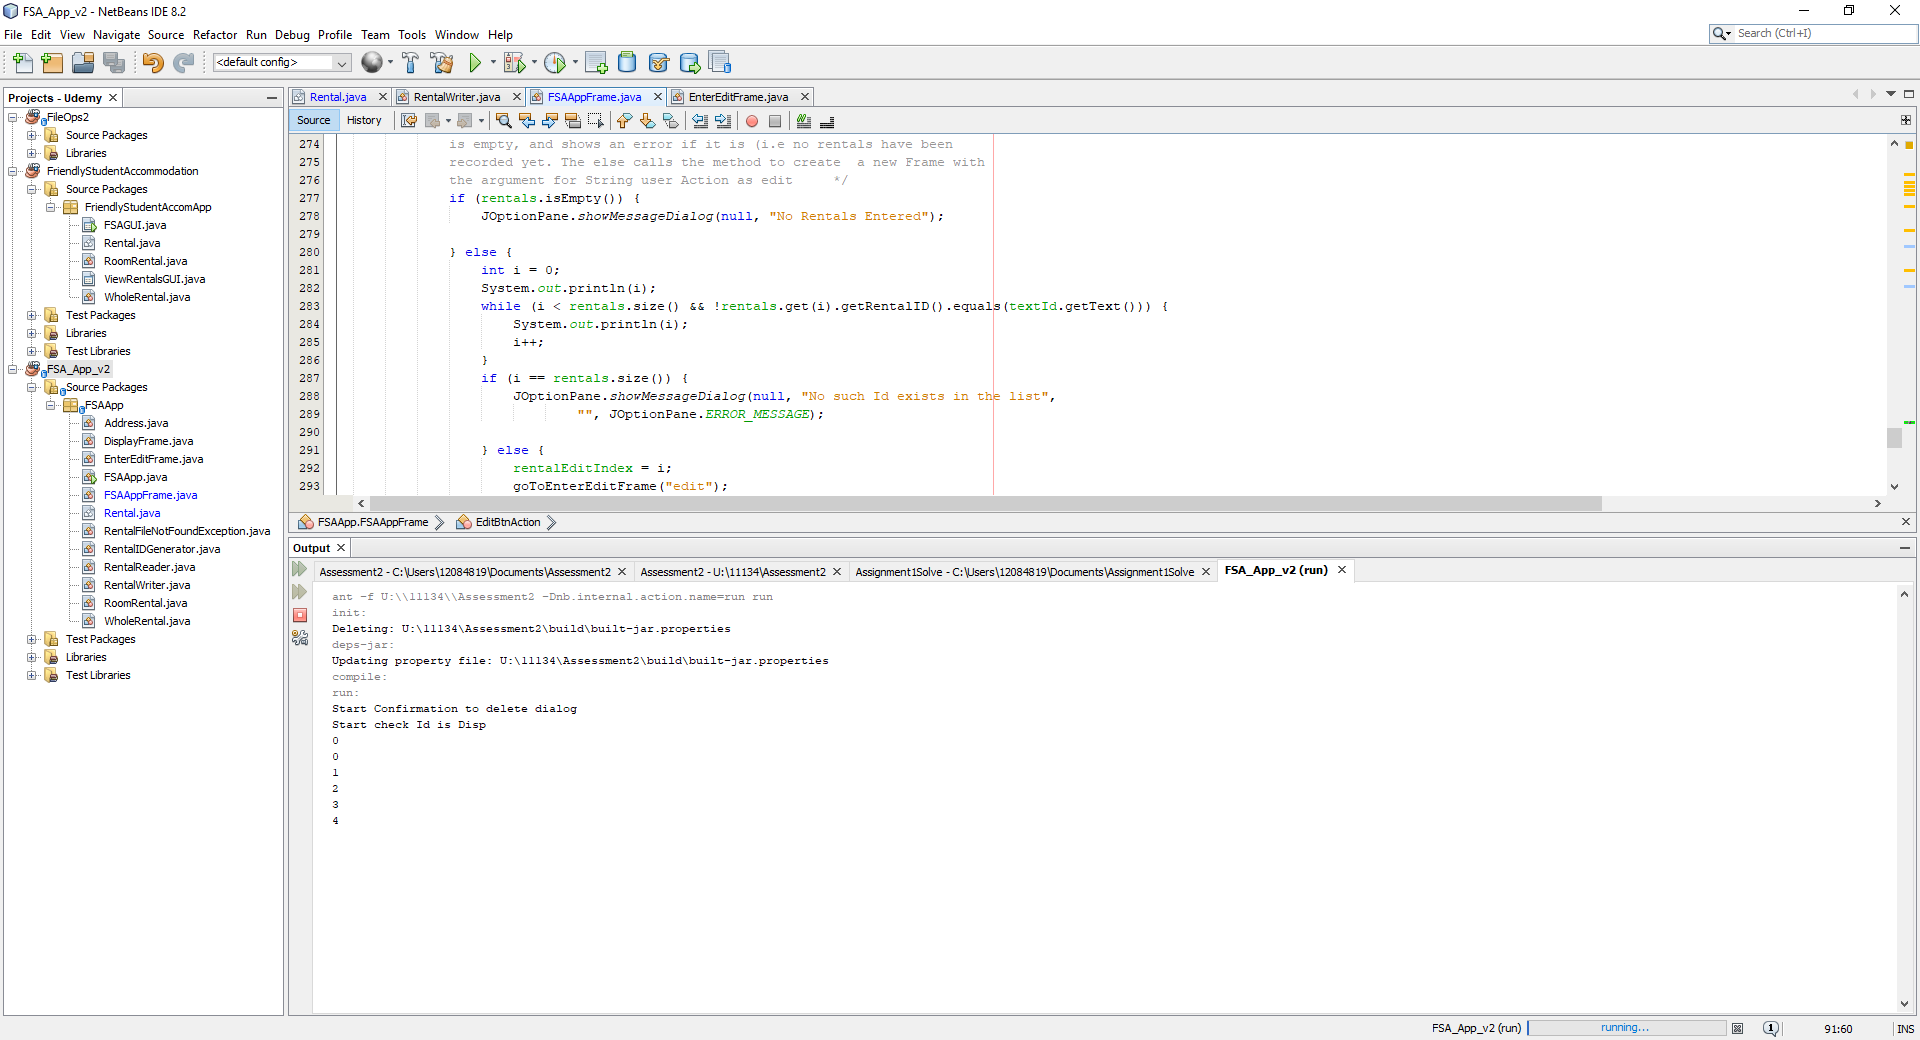 FSA_App_v2 - NetBeans IDE 8.2
File Edit View Navigate Source Refactor Run Debug Profile Team Tools Window Help
Search (Ctrl+I)
<default config>
Projects - Udemy
FileOps2
Source Packages
Libraries
FriendlyStudentAccommodation
Source Packages
FriendlyStudentAccomApp
FSAGUI.java
Rental.java
RoomRental.java
ViewRentalsGUI.java
WholeRental.java
Test Packages
Libraries
Test Libraries
FSA_App_v2
Source Packages
FSAApp
Address.java
DisplayFrame.java
EnterEditFrame.java
FSAApp.java
FSAAppFrame.java
Rental.java
RentalFileNotFoundException.java
RentalIDGenerator.java
RentalReader.java
RentalWriter.java
RoomRental.java
WholeRental.java
Test Packages
Libraries
Test Libraries
Rental.java RentalWriter.java FSAAppFrame.java EnterEditFrame.java
Source History
274 is empty, and shows an error if it is (i.e no rentals have been
275 recorded yet. The else calls the method to create  a new Frame with
276 the argument for String user Action as edit     */
277 if (rentals.isEmpty()) {
278 JOptionPane.showMessageDialog(null, "No Rentals Entered");
279
280 } else {
281 int i = 0;
282 System.out.println(i);
283 while (i < rentals.size() && !rentals.get(i).getRentalID().equals(textId.getText())) {
284 System.out.println(i);
285 i++;
286 }
287 if (i == rentals.size()) {
288 JOptionPane.showMessageDialog(null, "No such Id exists in the list",
289 "", JOptionPane.ERROR_MESSAGE);
290
291 } else {
292 rentalEditIndex = i;
293 goToEnterEditFrame("edit");
FSAApp.FSAAppFrame EditBtnAction
Output
Assessment2 - C:\Users\12084819\Documents\Assessment2 Assessment2 - U:\11134\Assessment2 Assignment1Solve - C:\Users\12084819\Documents\Assignment1Solve FSA_App_v2 (run)
ant -f U:\\11134\\Assessment2 -Dnb.internal.action.name=run run
init:
Deleting: U:\11134\Assessment2\build\built-jar.properties
deps-jar:
Updating property file: U:\11134\Assessment2\build\built-jar.properties
compile:
run:
Start Confirmation to delete dialog
Start check Id is Disp
0
0
1
2
3
4
FSA_App_v2 (run) running... 1 91:60 INS